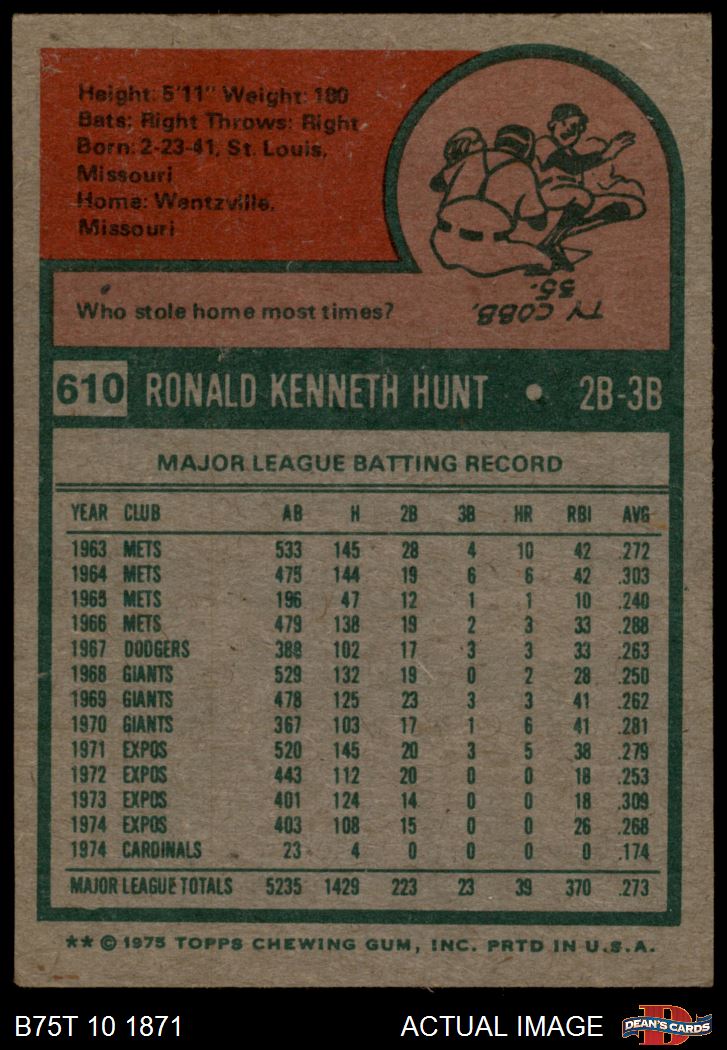 Height: 5'11" Weight: 180
Bats: Right Throws: Right
Born: 2-23-41, St. Louis,
Missouri
Home: Wentzville,
Missouri
Who stole home most times?
TY COBB,
35.
610 RONALD KENNETH HUNT • 2B-3B
MAJOR LEAGUE BATTING RECORD
YEAR CLUB AB H 2B 3B HR RBI AVG
1963 METS 533 145 28 4 10 42 .272
1964 METS 475 144 19 6 6 42 .303
1965 METS 196 47 12 1 1 10 .240
1966 METS 479 138 19 2 3 33 .288
1967 DODGERS 388 102 17 3 3 33 .263
1968 GIANTS 529 132 19 0 2 28 .250
1969 GIANTS 478 125 23 3 3 41 .262
1970 GIANTS 367 103 17 1 6 41 .281
1971 EXPOS 520 145 20 3 5 38 .279
1972 EXPOS 443 112 20 0 0 18 .253
1973 EXPOS 401 124 14 0 0 18 .309
1974 EXPOS 403 108 15 0 0 26 .268
1974 CARDINALS 23 4 0 0 0 0 .174
MAJOR LEAGUE TOTALS 5235 1429 223 23 39 370 .273
** © 1975 TOPPS CHEWING GUM, INC. PRTD IN U.S.A.
B75T 10 1871 ACTUAL IMAGE DEAN'S CARDS